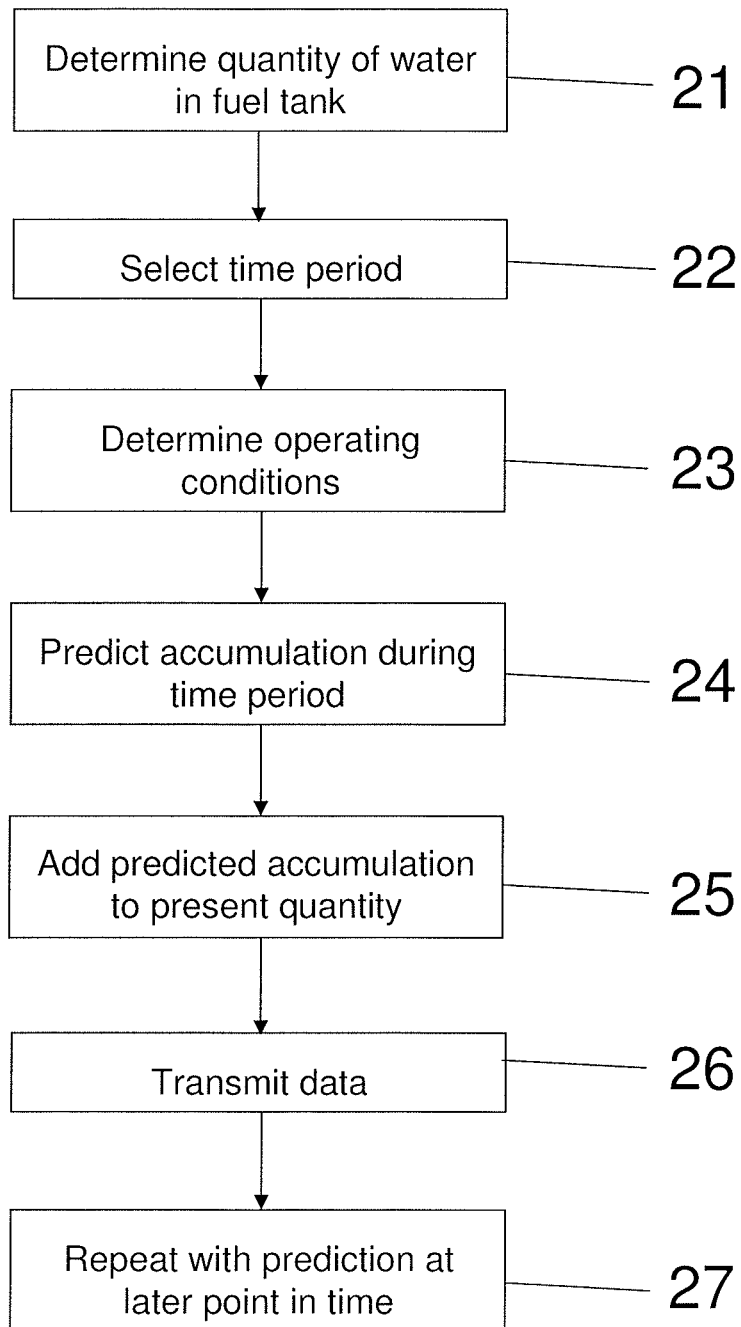 Determine quantity of water
in fuel tank
21
Select time period
22
Determine operating
conditions
23
Predict accumulation during
time period
24
Add predicted accumulation
to present quantity
25
Transmit data
26
Repeat with prediction at
later point in time
27